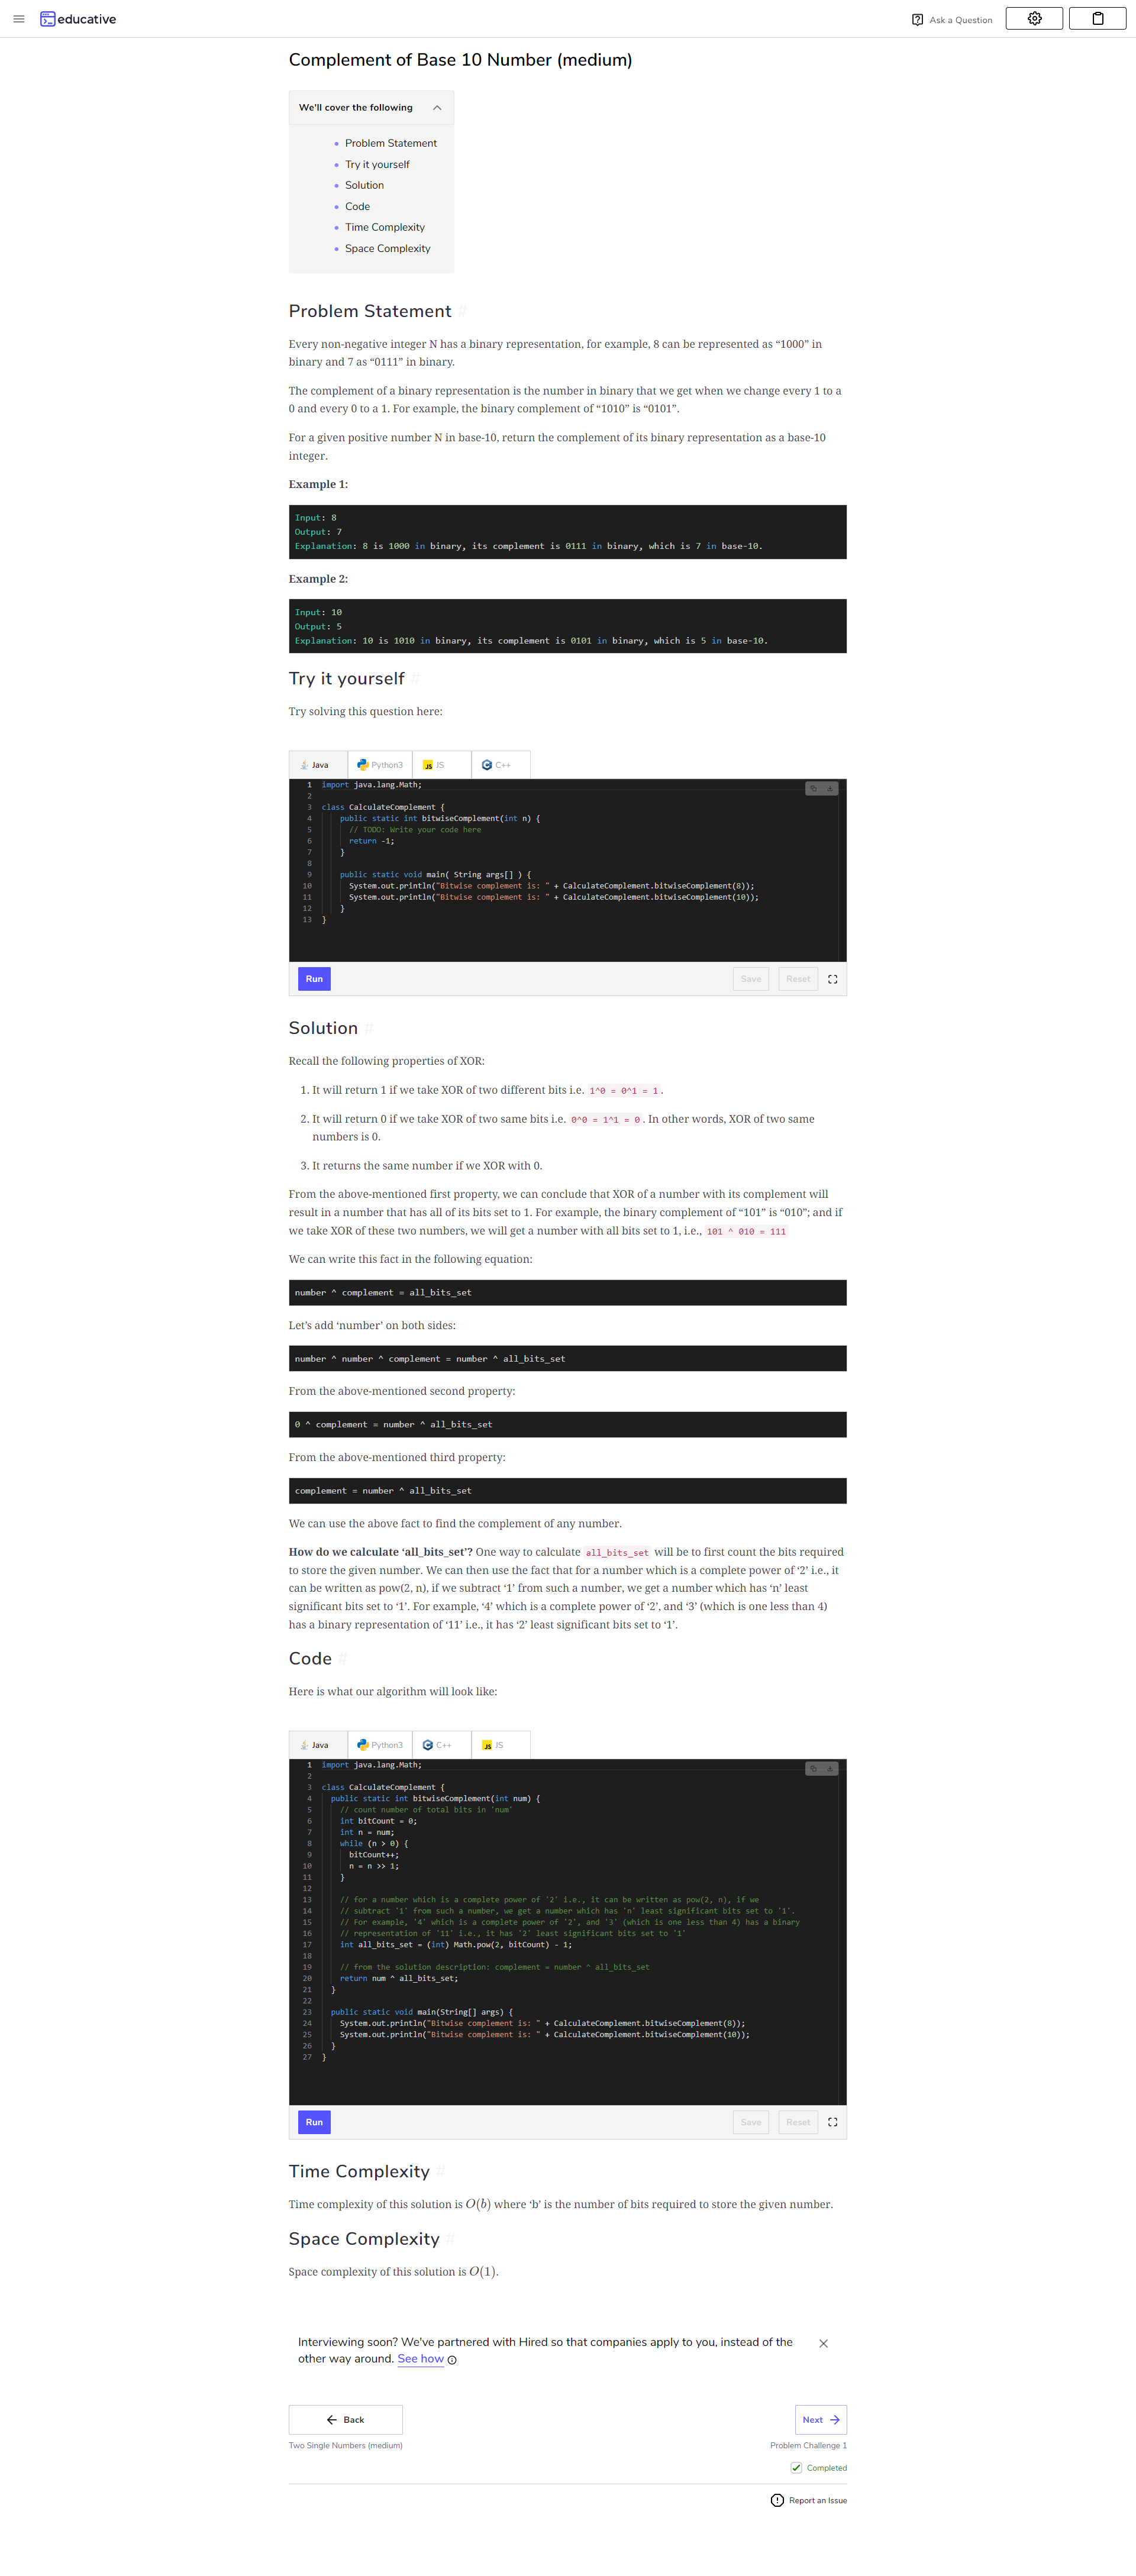 educative
Ask a Question
Complement of Base 10 Number (medium)
We'll cover the following
Problem Statement
Try it yourself
Solution
Code
Time Complexity
Space Complexity
Problem Statement #
Every non-negative integer N has a binary representation, for example, 8 can be represented as “1000” in
binary and 7 as “0111” in binary.
The complement of a binary representation is the number in binary that we get when we change every 1 to a
0 and every 0 to a 1. For example, the binary complement of “1010” is “0101”.
For a given positive number N in base-10, return the complement of its binary representation as a base-10
integer.
Example 1:
Input: 8
Output: 7
Explanation: 8 is 1000 in binary, its complement is 0111 in binary, which is 7 in base-10.
Example 2:
Input: 10
Output: 5
Explanation: 10 is 1010 in binary, its complement is 0101 in binary, which is 5 in base-10.
Try it yourself #
Try solving this question here:
Java Python3 JS C++
1 import java.lang.Math;
2
3 class CalculateComplement {
4 public static int bitwiseComplement(int n) {
5 // TODO: Write your code here
6 return -1;
7 }
8
9 public static void main( String args[] ) {
10 System.out.println("Bitwise complement is: " + CalculateComplement.bitwiseComplement(8));
11 System.out.println("Bitwise complement is: " + CalculateComplement.bitwiseComplement(10));
12 }
13 }
Run Save Reset
Solution #
Recall the following properties of XOR:
1. It will return 1 if we take XOR of two different bits i.e. 1^0 = 0^1 = 1.
2. It will return 0 if we take XOR of two same bits i.e. 0^0 = 1^1 = 0. In other words, XOR of two same
numbers is 0.
3. It returns the same number if we XOR with 0.
From the above-mentioned first property, we can conclude that XOR of a number with its complement will
result in a number that has all of its bits set to 1. For example, the binary complement of “101” is “010”; and if
we take XOR of these two numbers, we will get a number with all bits set to 1, i.e., 101 ^ 010 = 111
We can write this fact in the following equation:
number ^ complement = all_bits_set
Let’s add ‘number’ on both sides:
number ^ number ^ complement = number ^ all_bits_set
From the above-mentioned second property:
0 ^ complement = number ^ all_bits_set
From the above-mentioned third property:
complement = number ^ all_bits_set
We can use the above fact to find the complement of any number.
How do we calculate ‘all_bits_set’? One way to calculate all_bits_set will be to first count the bits required
to store the given number. We can then use the fact that for a number which is a complete power of ‘2’ i.e., it
can be written as pow(2, n), if we subtract ‘1’ from such a number, we get a number which has ‘n’ least
significant bits set to ‘1’. For example, ‘4’ which is a complete power of ‘2’, and ‘3’ (which is one less than 4)
has a binary representation of ‘11’ i.e., it has ‘2’ least significant bits set to ‘1’.
Code #
Here is what our algorithm will look like:
Java Python3 C++ JS
1 import java.lang.Math;
2
3 class CalculateComplement {
4 public static int bitwiseComplement(int num) {
5 // count number of total bits in 'num'
6 int bitCount = 0;
7 int n = num;
8 while (n > 0) {
9 bitCount++;
10 n = n >> 1;
11 }
12
13 // for a number which is a complete power of '2' i.e., it can be written as pow(2, n), if we
14 // subtract '1' from such a number, we get a number which has 'n' least significant bits set to '1'.
15 // For example, '4' which is a complete power of '2', and '3' (which is one less than 4) has a binary
16 // representation of '11' i.e., it has '2' least significant bits set to '1'
17 int all_bits_set = (int) Math.pow(2, bitCount) - 1;
18
19 // from the solution description: complement = number ^ all_bits_set
20 return num ^ all_bits_set;
21 }
22
23 public static void main(String[] args) {
24 System.out.println("Bitwise complement is: " + CalculateComplement.bitwiseComplement(8));
25 System.out.println("Bitwise complement is: " + CalculateComplement.bitwiseComplement(10));
26 }
27 }
Run Save Reset
Time Complexity #
Time complexity of this solution is O(b) where ‘b’ is the number of bits required to store the given number.
Space Complexity #
Space complexity of this solution is O(1).
Interviewing soon? We've partnered with Hired so that companies apply to you, instead of the
other way around. See how
Back Next
Two Single Numbers (medium) Problem Challenge 1
Completed
Report an Issue